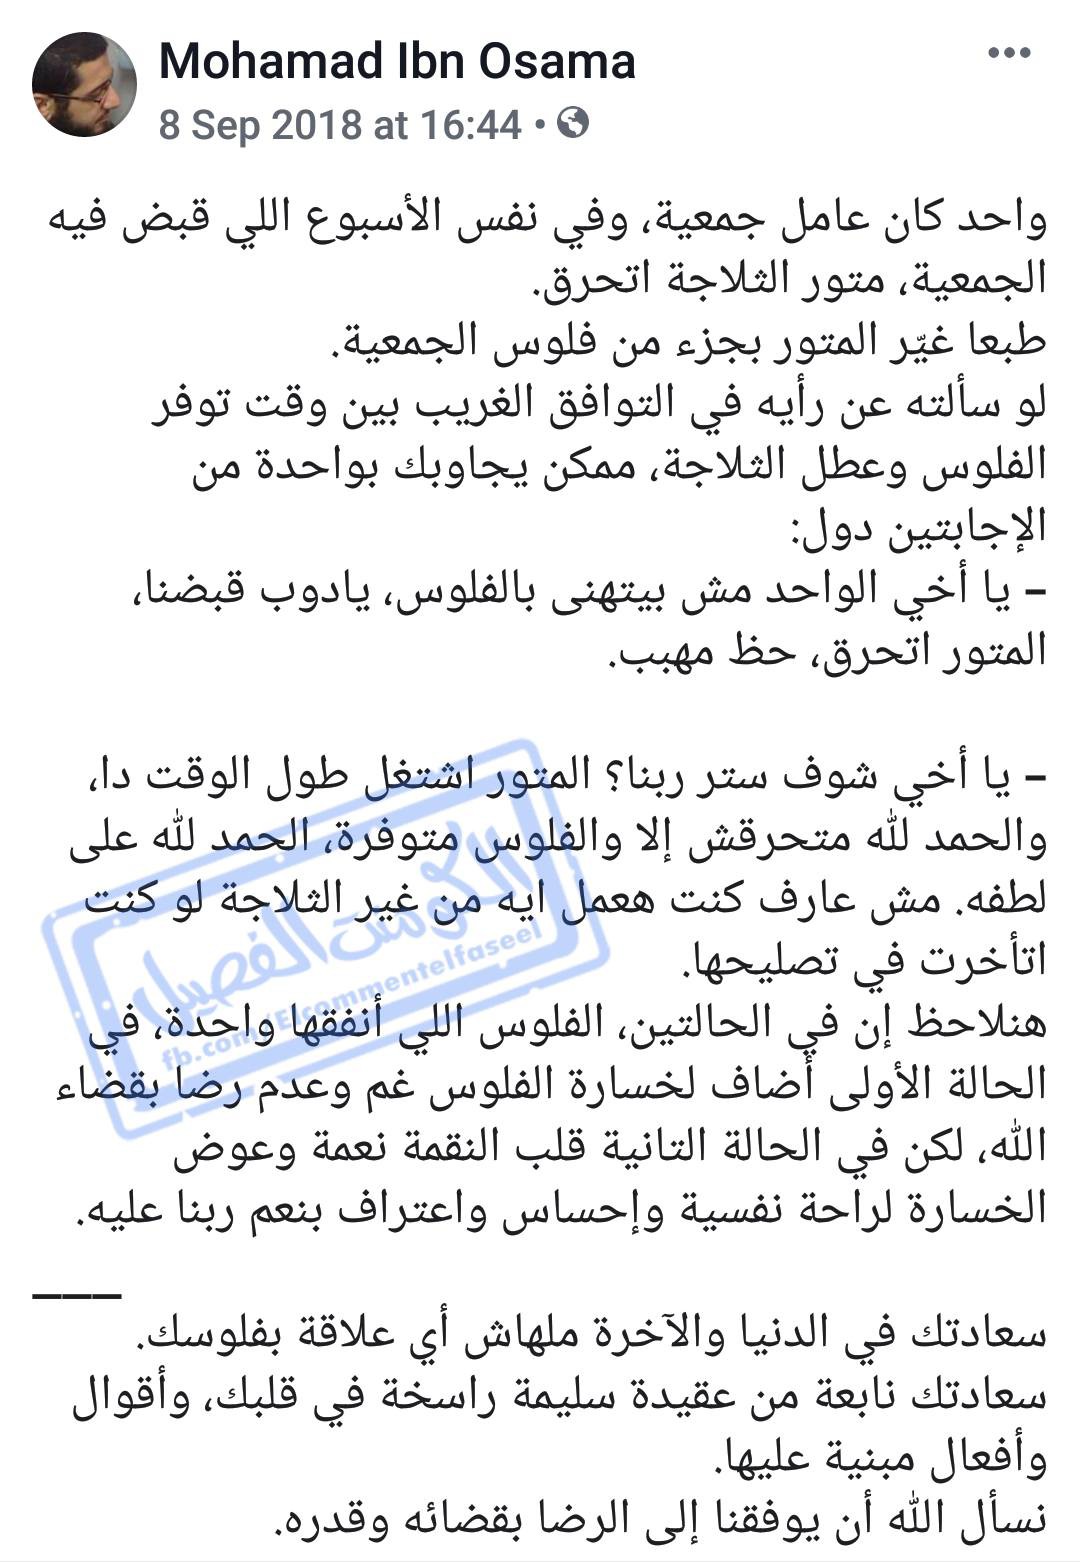 Mohamad Ibn Osama
8 Sep 2018 at 16:44
واحد كان عامل جمعية، وفي نفس الأسبوع اللي قبض فيه
الجمعية، متور الثلاجة اتحرق.
طبعا غيّر المتور بجزء من فلوس الجمعية.
لو سألته عن رأيه في التوافق الغريب بين وقت توفر
الفلوس وعطل الثلاجة، ممكن يجاوبك بواحدة من
الإجابتين دول:
– يا أخي الواحد مش بيتهنى بالفلوس، يادوب قبضنا،
المتور اتحرق، حظ مهبب.
– يا أخي شوف ستر ربنا؟ المتور اشتغل طول الوقت دا،
والحمد لله متحرقش إلا والفلوس متوفرة، الحمد لله على
لطفه. مش عارف كنت هعمل ايه من غير الثلاجة لو كنت
اتأخرت في تصليحها.
هنلاحظ إن في الحالتين، الفلوس اللي أنفقها واحدة، في
الحالة الأولى أضاف لخسارة الفلوس غم وعدم رضا بقضاء
الله، لكن في الحالة التانية قلب النقمة نعمة وعوض
الخسارة لراحة نفسية وإحساس واعتراف بنعم ربنا عليه.
___
سعادتك في الدنيا والآخرة ملهاش أي علاقة بفلوسك.
سعادتك نابعة من عقيدة سليمة راسخة في قلبك، وأقوال
وأفعال مبنية عليها.
نسأل الله أن يوفقنا إلى الرضا بقضائه وقدره.
الكومنت الفصيل
fb.com/Elcommentelfaseel